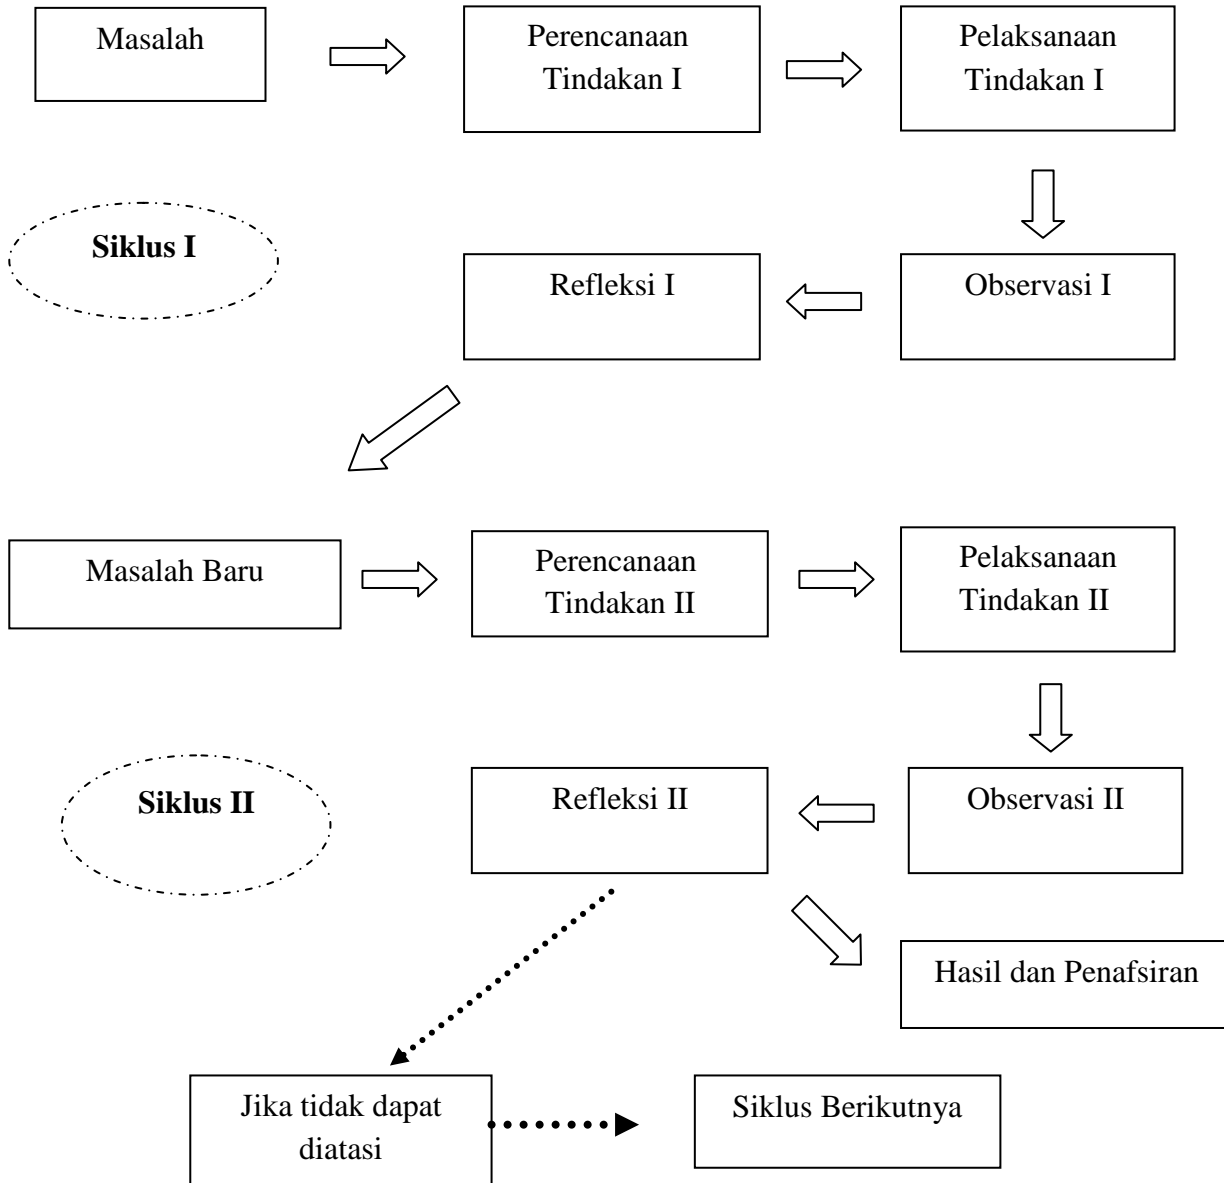 Masalah
Perencanaan
Tindakan I
Pelaksanaan
Tindakan I
Siklus I
Refleksi I
Observasi I
Masalah Baru
Perencanaan
Tindakan II
Pelaksanaan
Tindakan II
Siklus II
Refleksi II
Observasi II
Hasil dan Penafsiran
Jika tidak dapat
diatasi
Siklus Berikutnya